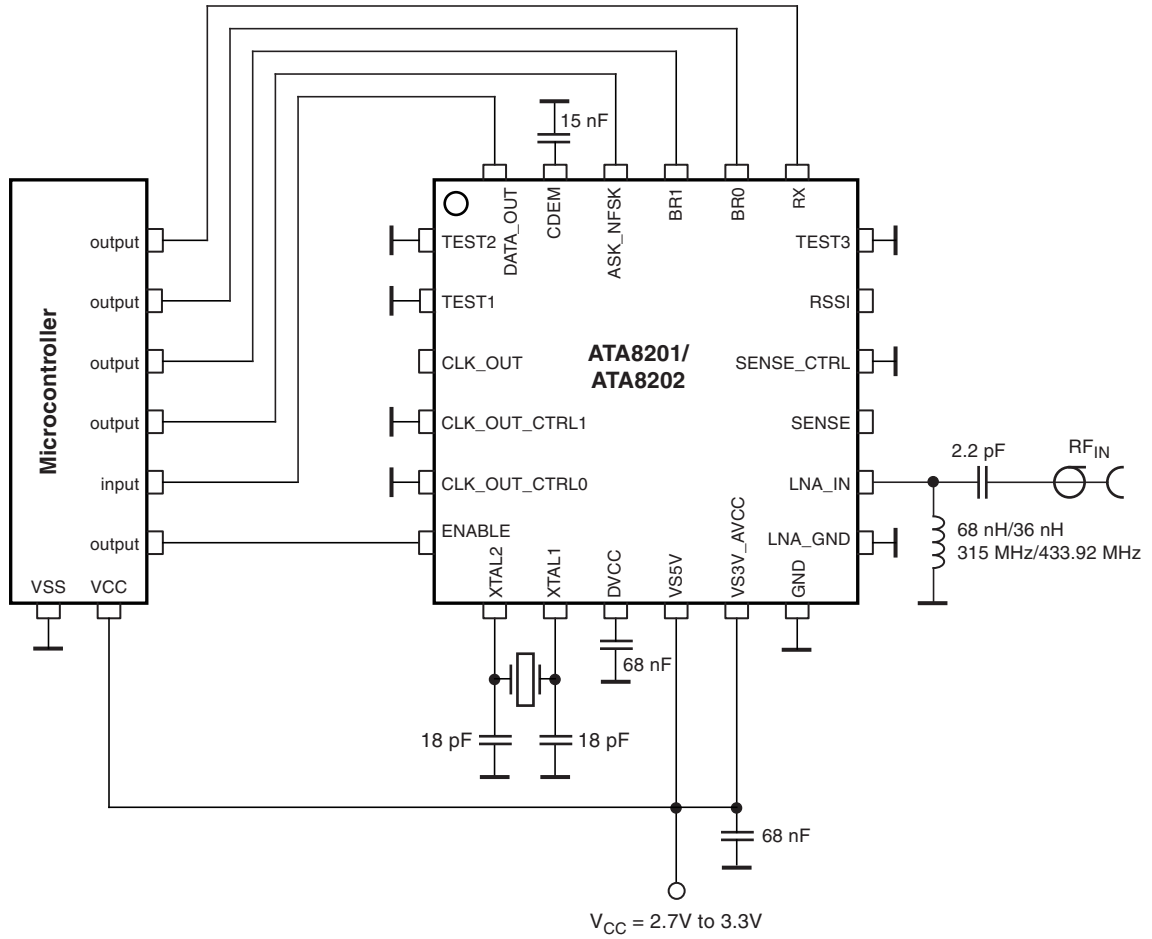 15 nF
Microcontroller
output
output
output
output
input
output
VSS
VCC
DATA_OUT
CDEM
ASK_NFSK
BR1
BR0
RX
TEST2
TEST1
CLK_OUT
CLK_OUT_CTRL1
CLK_OUT_CTRL0
ENABLE
ATA8201/
ATA8202
TEST3
RSSI
SENSE_CTRL
SENSE
LNA_IN
LNA_GND
XTAL2
XTAL1
DVCC
VS5V
VS3V_AVCC
GND
2.2 pF
RFIN
68 nH/36 nH
315 MHz/433.92 MHz
68 nF
18 pF
18 pF
68 nF
VCC = 2.7V to 3.3V